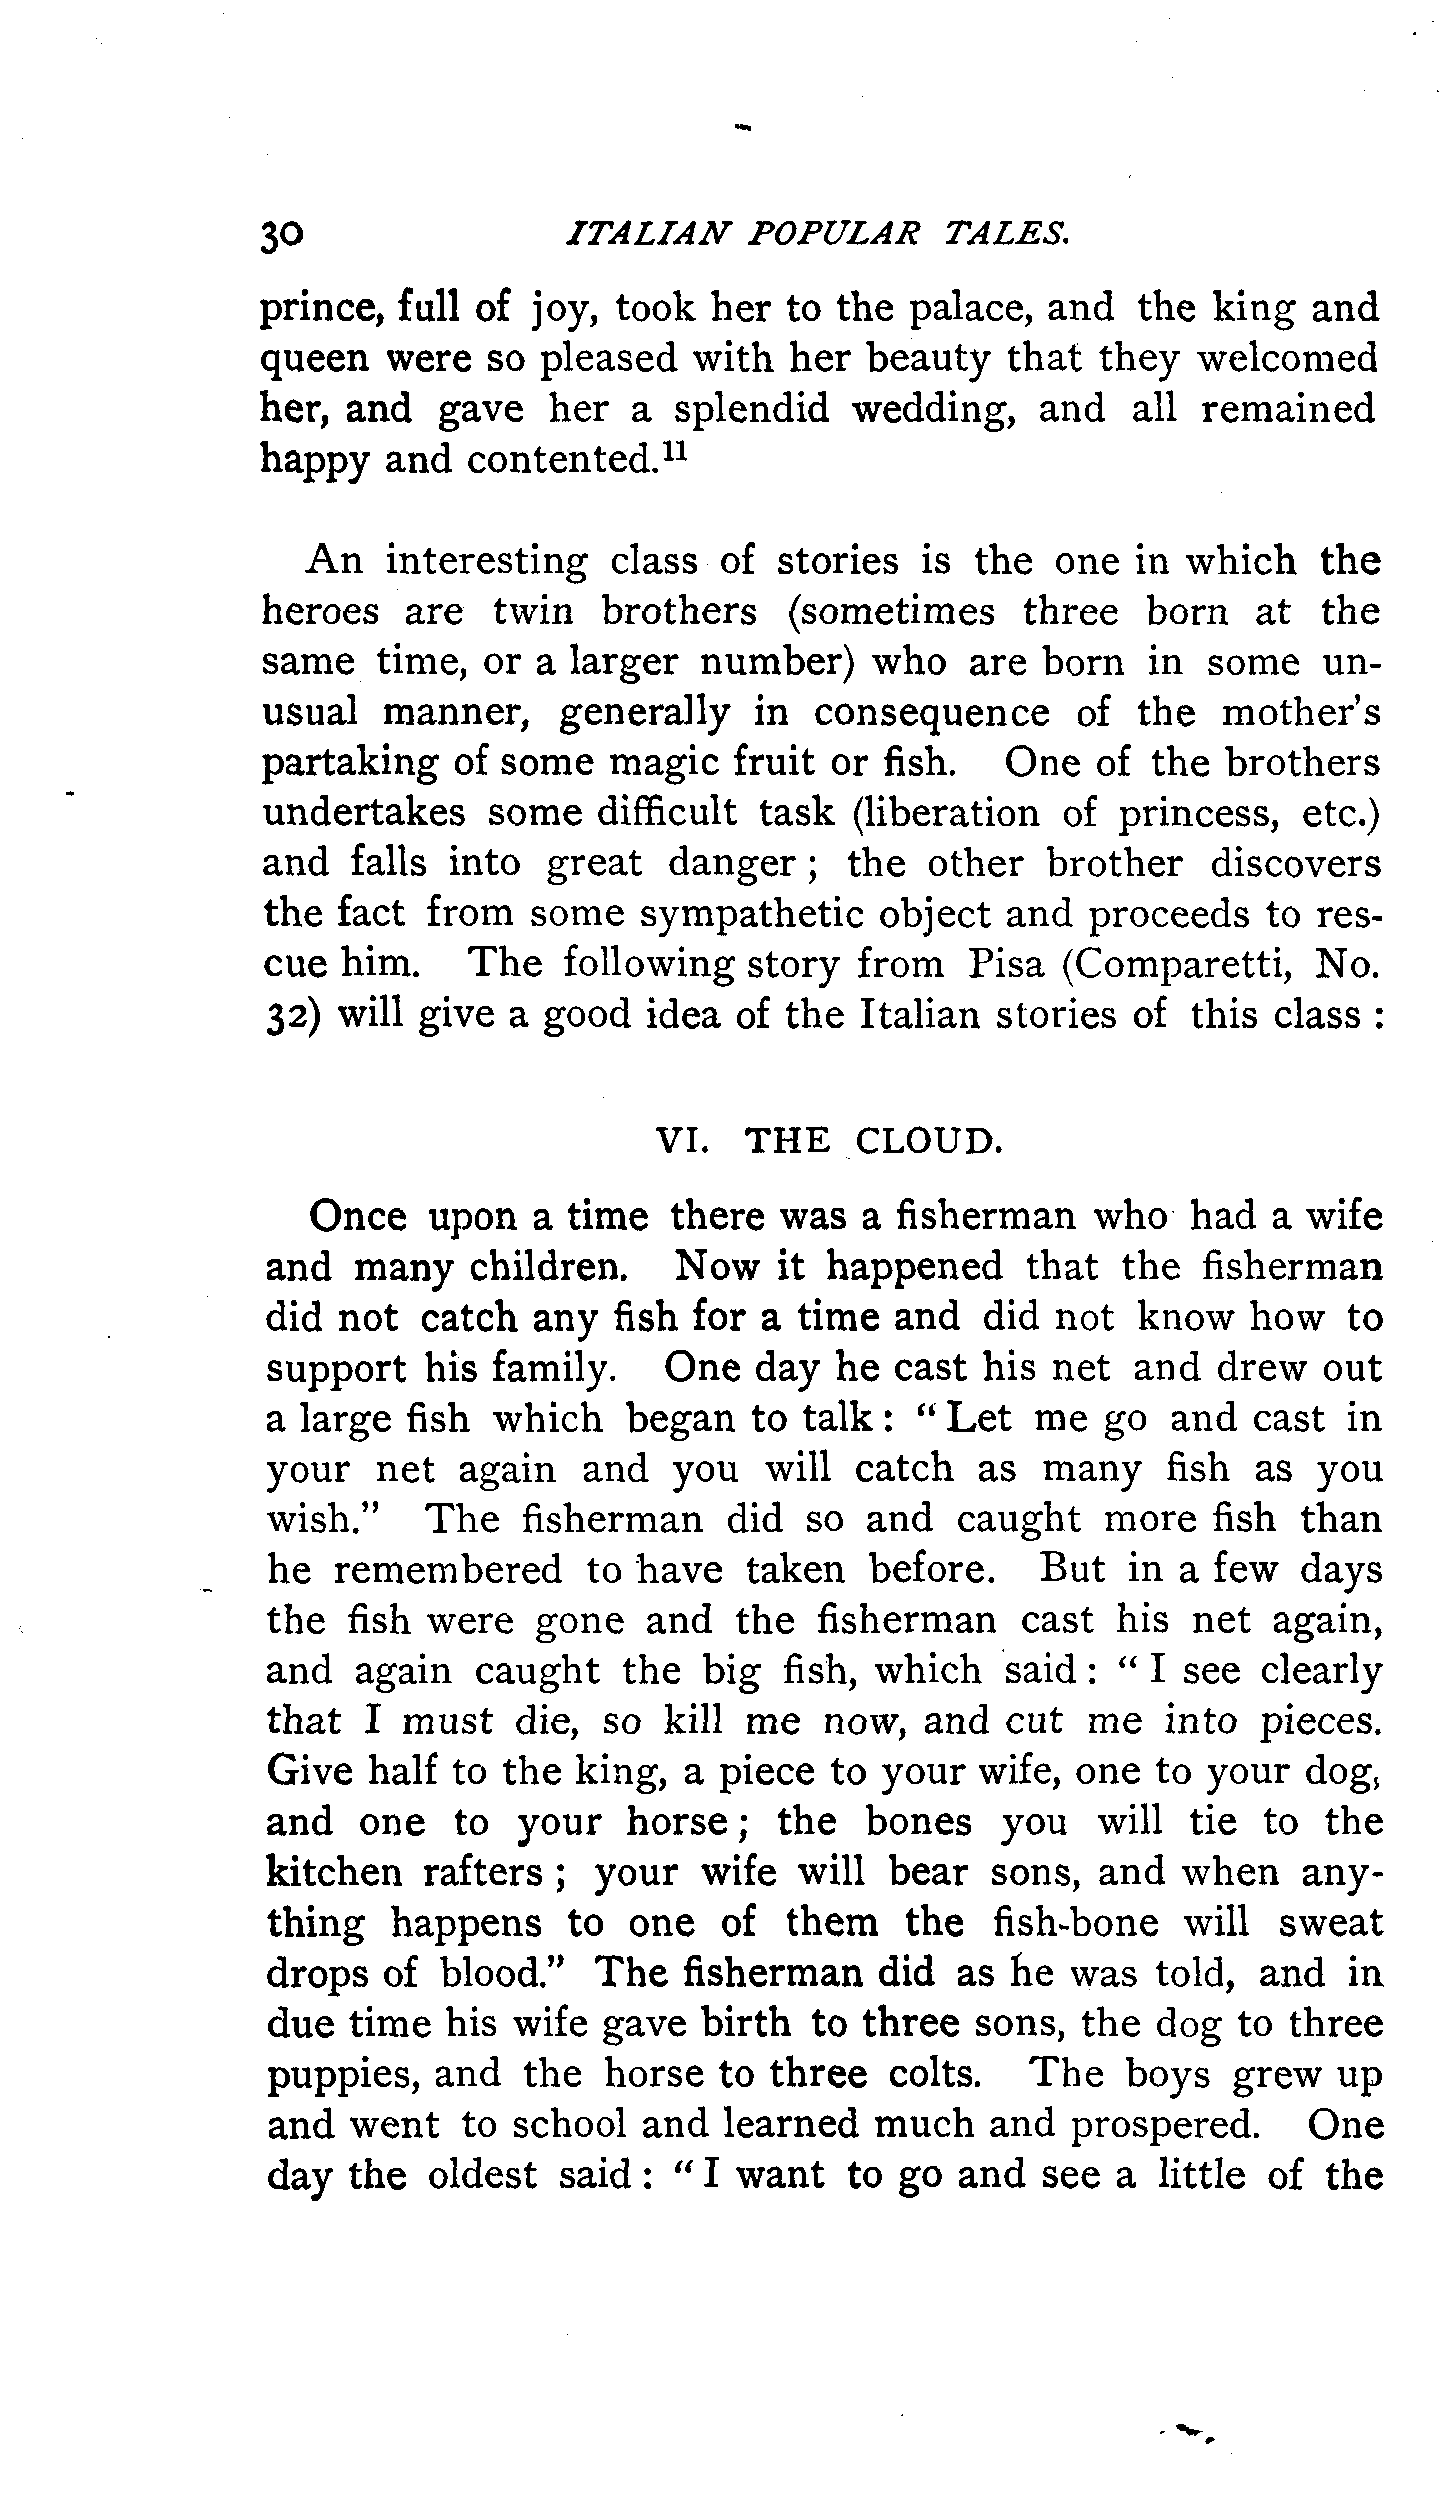 30 ITALIAN POPULAR TALES.
prince, full of joy, took her to the palace, and the king and
queen were so pleased with her beauty that they welcomed
her, and gave her a splendid wedding, and all remained
happy and contented.¹¹
An interesting class of stories is the one in which the
heroes are twin brothers (sometimes three born at the
same time, or a larger number) who are born in some un-
usual manner, generally in consequence of the mother's
partaking of some magic fruit or fish. One of the brothers
undertakes some difficult task (liberation of princess, etc.)
and falls into great danger ; the other brother discovers
the fact from some sympathetic object and proceeds to res-
cue him. The following story from Pisa (Comparetti, No.
32) will give a good idea of the Italian stories of this class :
VI. THE CLOUD.
Once upon a time there was a fisherman who had a wife
and many children. Now it happened that the fisherman
did not catch any fish for a time and did not know how to
support his family. One day he cast his net and drew out
a large fish which began to talk : " Let me go and cast in
your net again and you will catch as many fish as you
wish." The fisherman did so and caught more fish than
he remembered to have taken before. But in a few days
the fish were gone and the fisherman cast his net again,
and again caught the big fish, which said : " I see clearly
that I must die, so kill me now, and cut me into pieces.
Give half to the king, a piece to your wife, one to your dog,
and one to your horse ; the bones you will tie to the
kitchen rafters ; your wife will bear sons, and when any-
thing happens to one of them the fish-bone will sweat
drops of blood." The fisherman did as he was told, and in
due time his wife gave birth to three sons, the dog to three
puppies, and the horse to three colts. The boys grew up
and went to school and learned much and prospered. One
day the oldest said : " I want to go and see a little of the